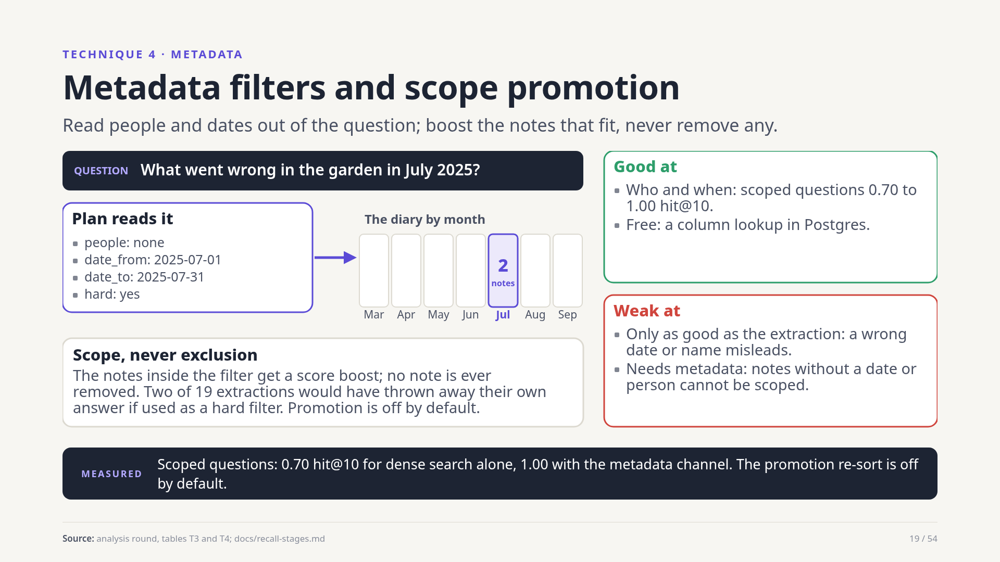 TECHNIQUE 4 · METADATA
Metadata filters and scope promotion
Read people and dates out of the question; boost the notes that fit, never remove any.
QUESTION What went wrong in the garden in July 2025?
Plan reads it
people: none
date_from: 2025-07-01
date_to: 2025-07-31
hard: yes
The diary by month
2
notes
Mar Apr May Jun Jul Aug Sep
Scope, never exclusion
The notes inside the filter get a score boost; no note is ever
removed. Two of 19 extractions would have thrown away their own
answer if used as a hard filter. Promotion is off by default.
Good at
Who and when: scoped questions 0.70 to
1.00 hit@10.
Free: a column lookup in Postgres.
Weak at
Only as good as the extraction: a wrong
date or name misleads.
Needs metadata: notes without a date or
person cannot be scoped.
MEASURED Scoped questions: 0.70 hit@10 for dense search alone, 1.00 with the metadata channel. The promotion re-sort is off
by default.
Source: analysis round, tables T3 and T4; docs/recall-stages.md
19 / 54